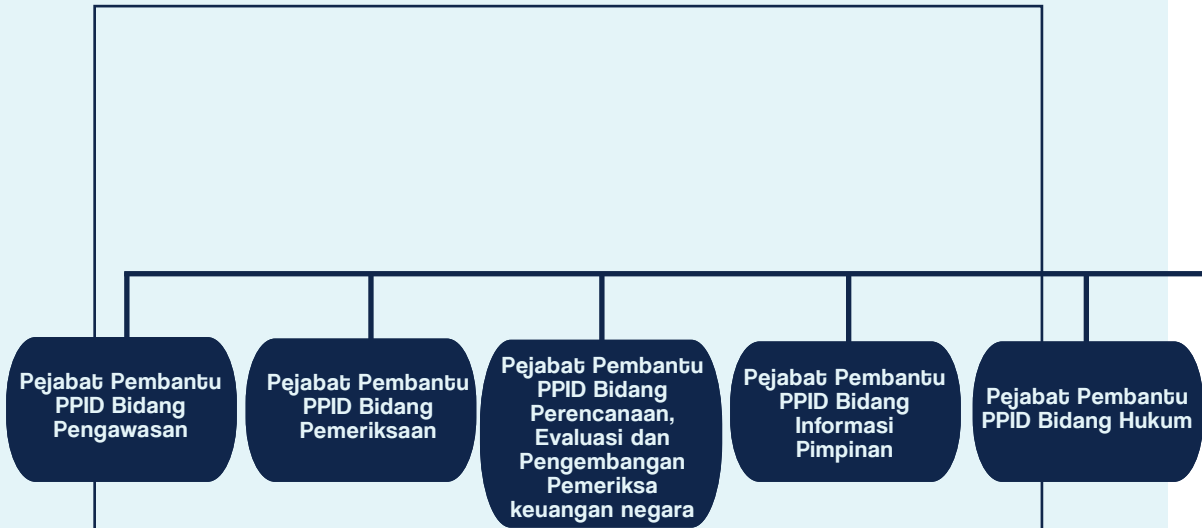 Pejabat Pembantu
PPID Bidang
Pengawasan
Pejabat Pembantu
PPID Bidang
Pemeriksaan
Pejabat Pembantu
PPID Bidang
Perencanaan,
Evaluasi dan
Pengembangan
Pemeriksa
keuangan negara
Pejabat Pembantu
PPID Bidang
Informasi
Pimpinan
Pejabat Pembantu
PPID Bidang Hukum